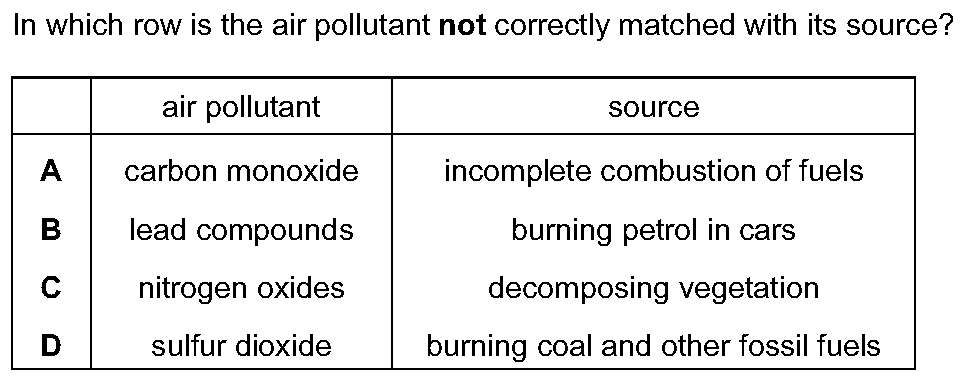 In which row is the air pollutant not correctly matched with its source?
air pollutant source
A carbon monoxide incomplete combustion of fuels
B lead compounds burning petrol in cars
C nitrogen oxides decomposing vegetation
D sulfur dioxide burning coal and other fossil fuels